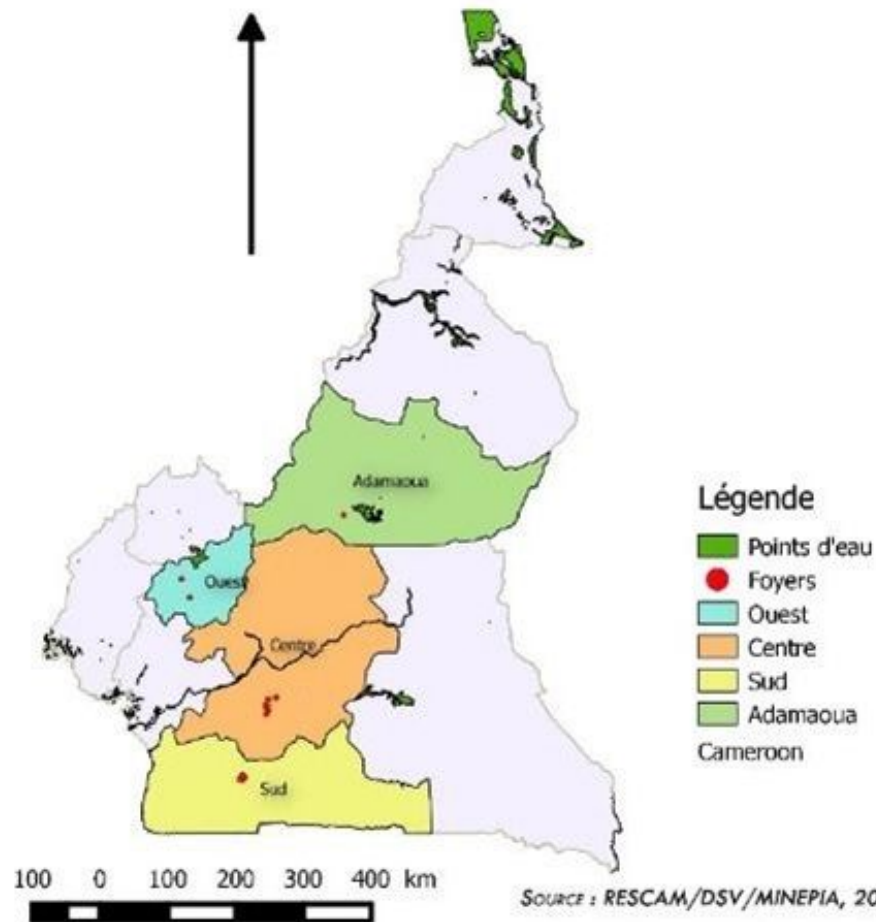 Adamaoua
Ouest
Centre
Sud
Légende
Points d'eau
Foyers
Ouest
Centre
Sud
Adamaoua
Cameroon
100 0 100 200 300 400 km
SOURCE : RESCAM/DSV/MINEPIA, 20